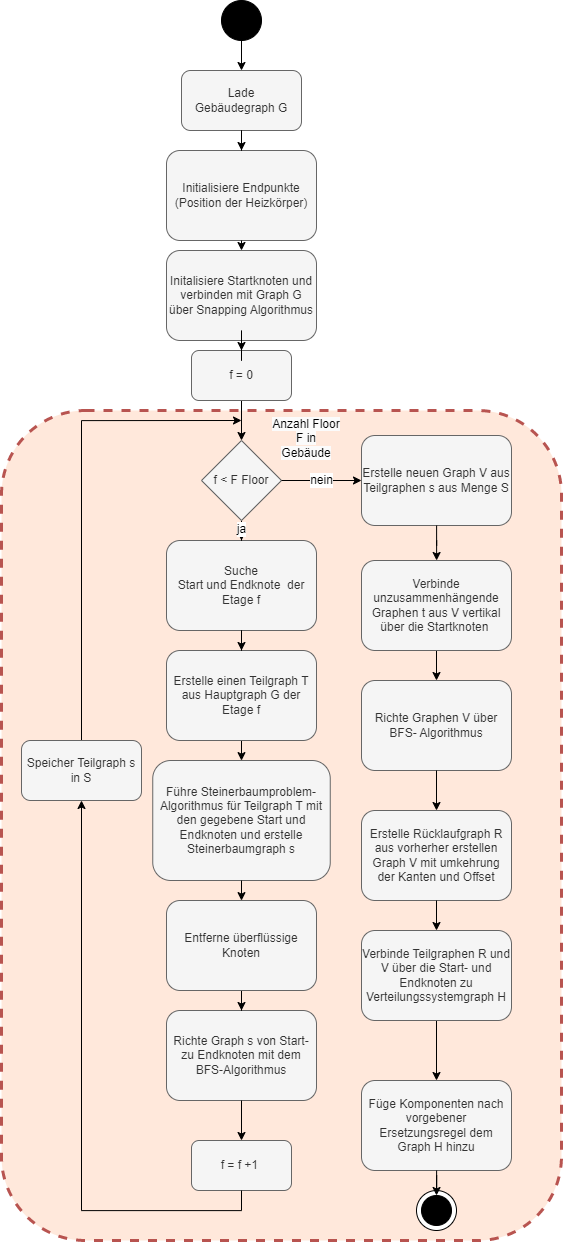 Lade
Gebäudegraph G
Initialisiere Endpunkte
(Position der Heizkörper)
Initalisiere Startknoten und
verbinden mit Graph G
über Snapping Algorithmus
f = 0
Anzahl Floor
F in
Gebäude
f < F Floor
nein
ja
Suche
Start und Endknote der
Etage f
Erstelle einen Teilgraph T
aus Hauptgraph G der
Etage f
Führe Steinerbaumproblem-
Algorithmus für Teilgraph T mit
den gegebene Start und
Endknoten und erstelle
Steinerbaumgraph s
Entferne überflüssige
Knoten
Richte Graph s von Start-
zu Endknoten mit dem
BFS-Algorithmus
f = f +1
Speicher Teilgraph s
in S
Erstelle neuen Graph V aus
Teilgraphen s aus Menge S
Verbinde
unzusammenhängende
Graphen t aus V vertikal
über die Startknoten
Richte Graphen V über
BFS- Algorithmus
Erstelle Rücklaufgraph R
aus vorherher erstellen
Graph V mit umkehrung
der Kanten und Offset
Verbinde Teilgraphen R und
V über die Start- und
Endknoten zu
Verteilungssystemgraph H
Füge Komponenten nach
vorgebener
Ersetzungsregel dem
Graph H hinzu